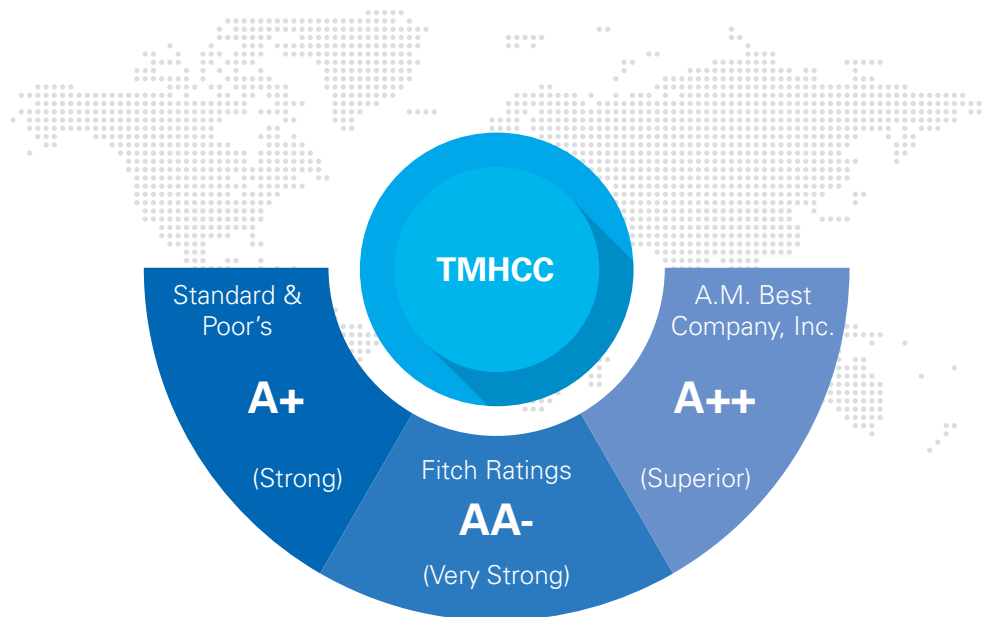 TMHCC
Standard &
Poor’s
A+
(Strong)
Fitch Ratings
AA-
(Very Strong)
A.M. Best
Company, Inc.
A++
(Superior)